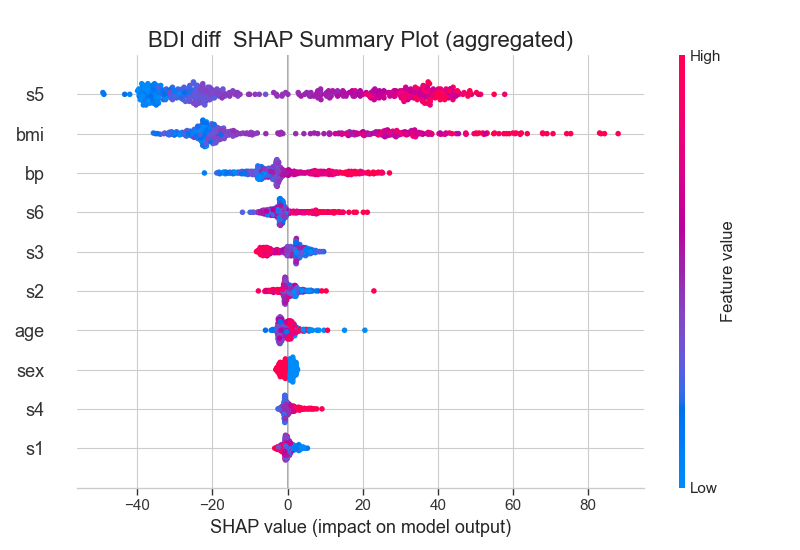 BDI diff  SHAP Summary Plot (aggregated)
High
s5
bmi
bp
s6
s3
s2
age
sex
s4
s1
Feature value
Low
−40
−20
0
20
40
60
80
SHAP value (impact on model output)